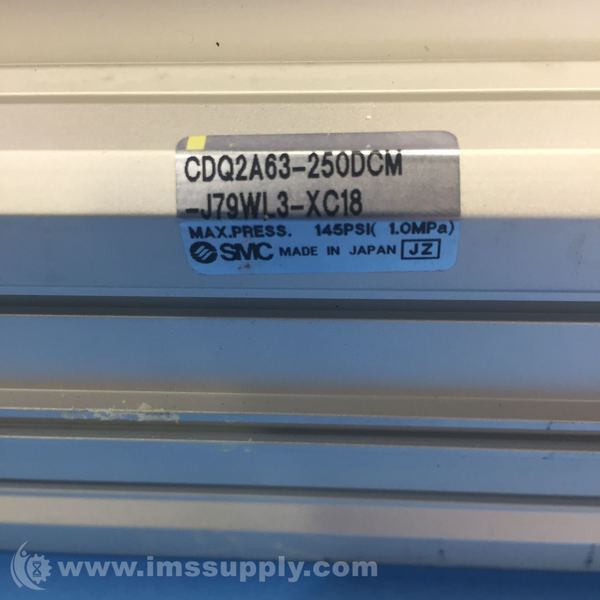 CDQ2A63-250DCM
-J79WL3-XC18
MAX.PRESS. 145PSI( 1.0MPa)
SMC MADE IN JAPAN JZ
www.imssupply.com